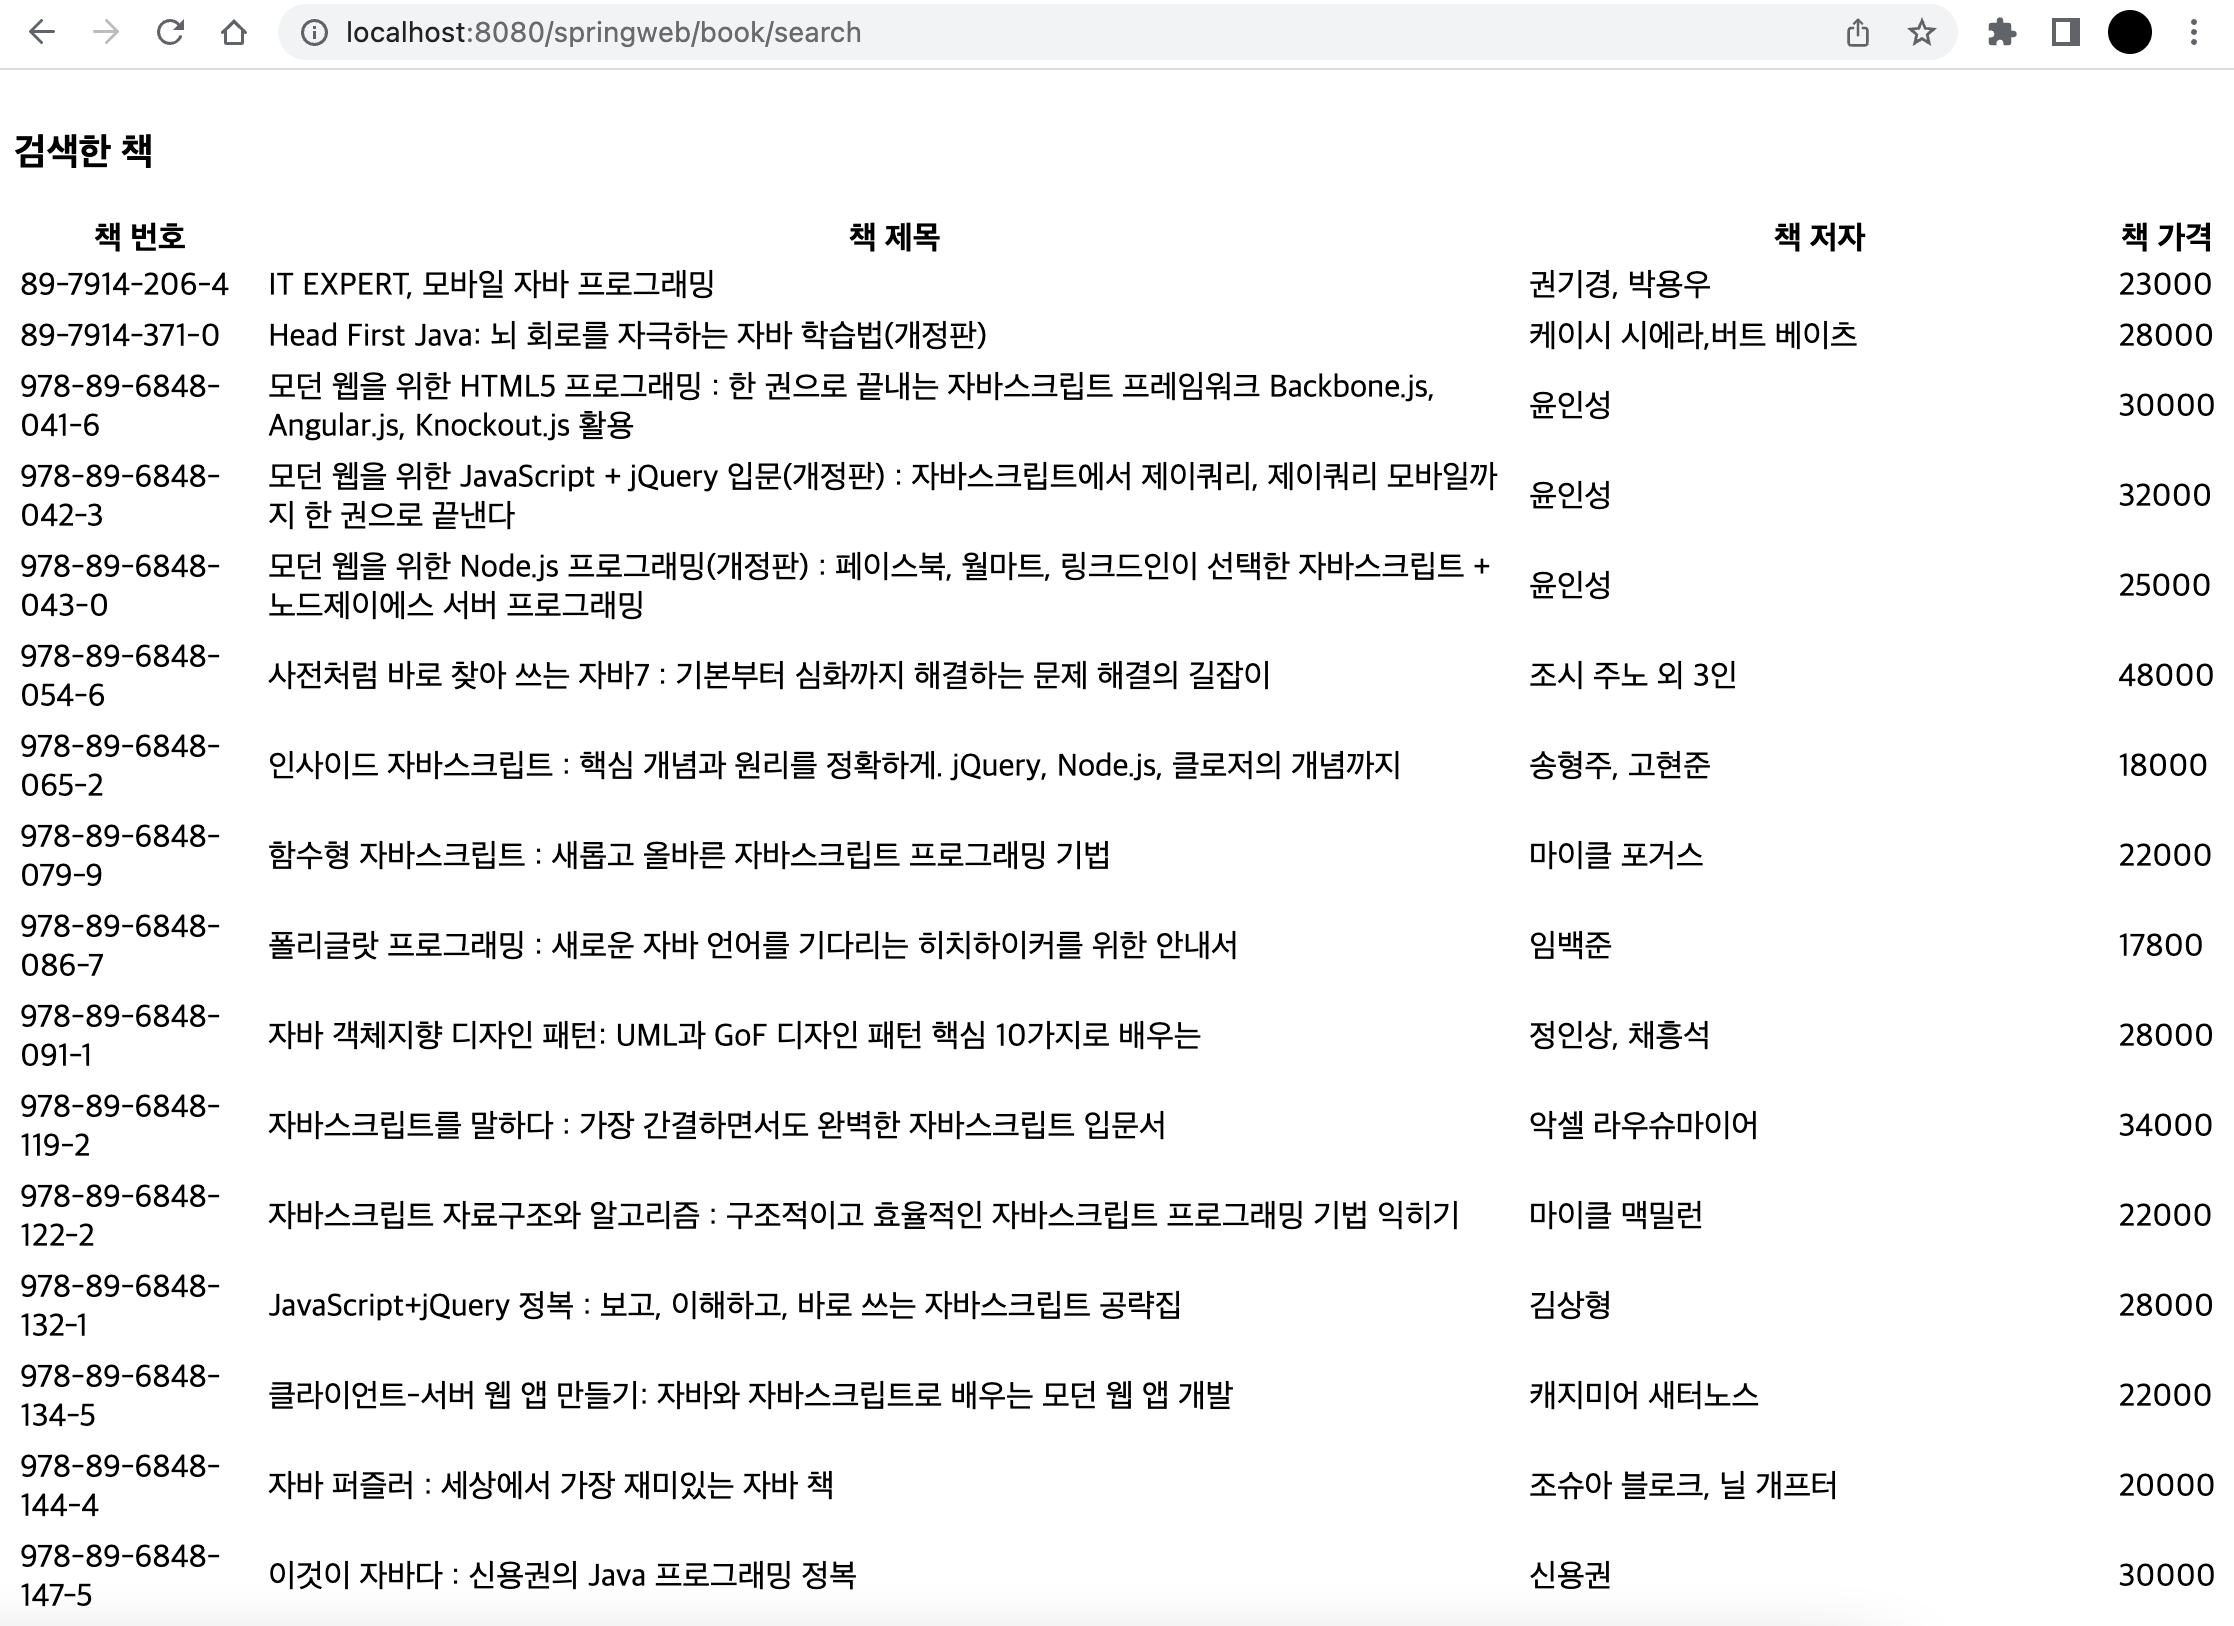 localhost:8080/springweb/book/search
검색한 책
책 번호 책 제목 책 저자 책 가격
89-7914-206-4 IT EXPERT, 모바일 자바 프로그래밍 권기경, 박용우 23000
89-7914-371-0 Head First Java: 뇌 회로를 자극하는 자바 학습법(개정판) 케이시 시에라,버트 베이츠 28000
978-89-6848- 모던 웹을 위한 HTML5 프로그래밍 : 한 권으로 끝내는 자바스크립트 프레임워크 Backbone.js, 윤인성 30000
041-6 Angular.js, Knockout.js 활용
978-89-6848- 모던 웹을 위한 JavaScript + jQuery 입문(개정판) : 자바스크립트에서 제이쿼리, 제이쿼리 모바일까 윤인성 32000
042-3 지 한 권으로 끝낸다
978-89-6848- 모던 웹을 위한 Node.js 프로그래밍(개정판) : 페이스북, 월마트, 링크드인이 선택한 자바스크립트 + 윤인성 25000
043-0 노드제이에스 서버 프로그래밍
978-89-6848- 사전처럼 바로 찾아 쓰는 자바7 : 기본부터 심화까지 해결하는 문제 해결의 길잡이 조시 주노 외 3인 48000
054-6
978-89-6848- 인사이드 자바스크립트 : 핵심 개념과 원리를 정확하게. jQuery, Node.js, 클로저의 개념까지 송형주, 고현준 18000
065-2
978-89-6848- 함수형 자바스크립트 : 새롭고 올바른 자바스크립트 프로그래밍 기법 마이클 포거스 22000
079-9
978-89-6848- 폴리글랏 프로그래밍 : 새로운 자바 언어를 기다리는 히치하이커를 위한 안내서 임백준 17800
086-7
978-89-6848- 자바 객체지향 디자인 패턴: UML과 GoF 디자인 패턴 핵심 10가지로 배우는 정인상, 채흥석 28000
091-1
978-89-6848- 자바스크립트를 말하다 : 가장 간결하면서도 완벽한 자바스크립트 입문서 악셀 라우슈마이어 34000
119-2
978-89-6848- 자바스크립트 자료구조와 알고리즘 : 구조적이고 효율적인 자바스크립트 프로그래밍 기법 익히기 마이클 맥밀런 22000
122-2
978-89-6848- JavaScript+jQuery 정복 : 보고, 이해하고, 바로 쓰는 자바스크립트 공략집 김상형 28000
132-1
978-89-6848- 클라이언트-서버 웹 앱 만들기: 자바와 자바스크립트로 배우는 모던 웹 앱 개발 캐지미어 새터노스 22000
134-5
978-89-6848- 자바 퍼즐러 : 세상에서 가장 재미있는 자바 책 조슈아 블로크, 닐 개프터 20000
144-4
978-89-6848- 이것이 자바다 : 신용권의 Java 프로그래밍 정복 신용권 30000
147-5